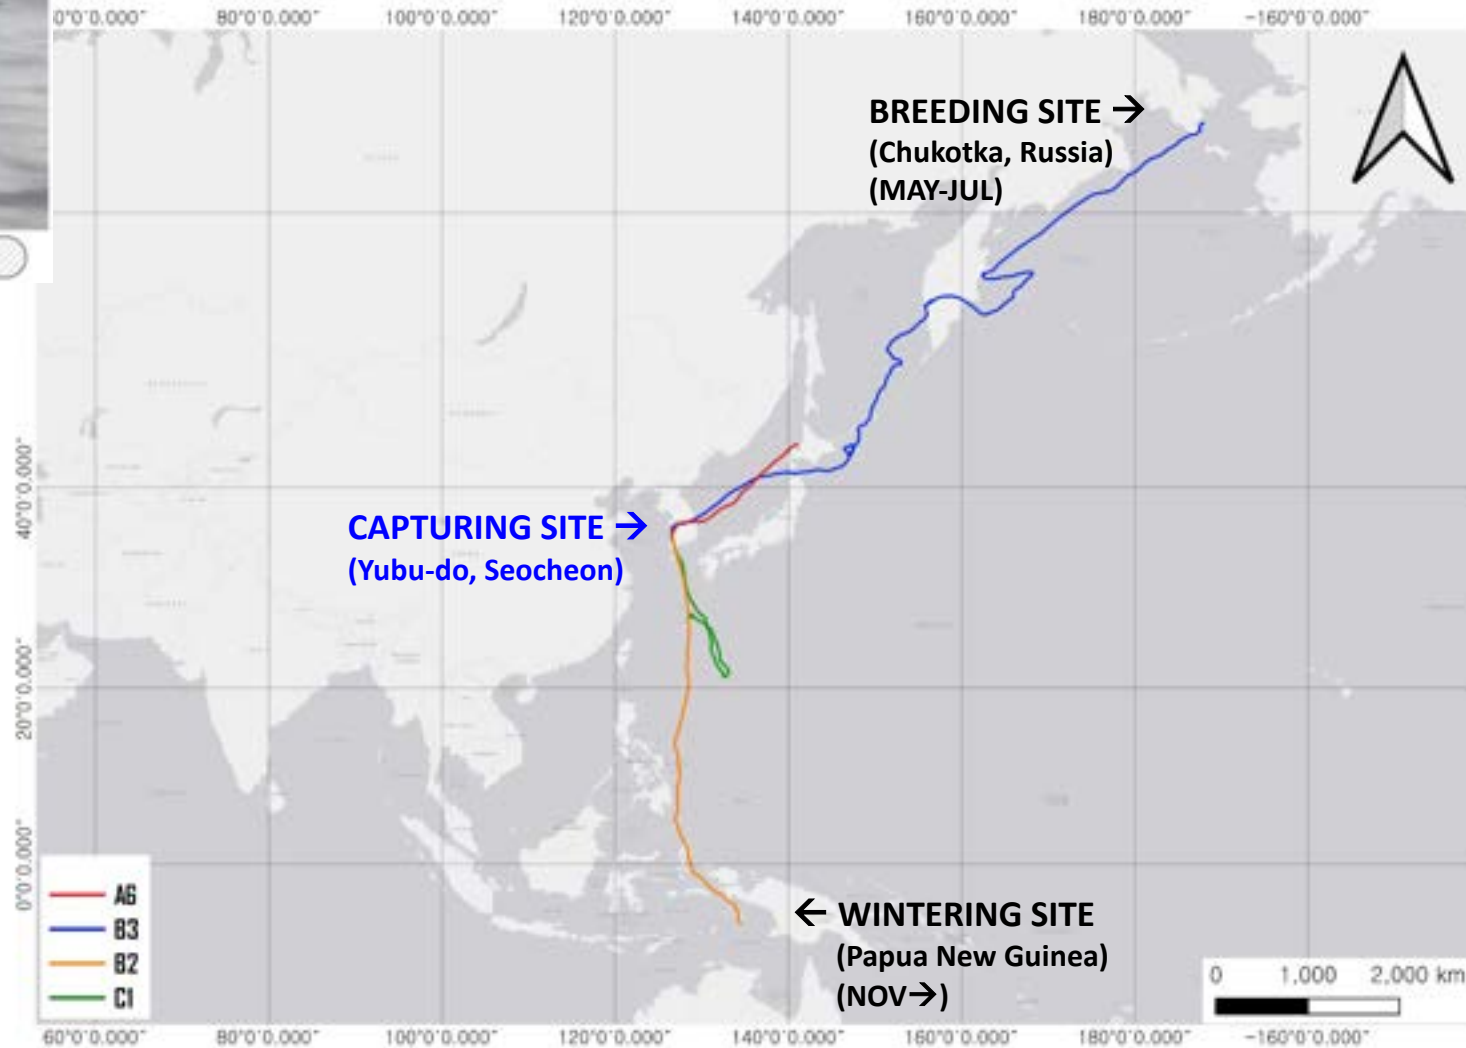 0°0'0.000" 80°0'0.000" 100°0'0.000" 120°0'0.000" 140°0'0.000" 160°0'0.000" 180°0'0.000" -160°0'0.000"
BREEDING SITE →
(Chukotka, Russia)
(MAY-JUL)
40°0'0.000"
CAPTURING SITE →
(Yubu-do, Seocheon)
20°0'0.000"
0°0'0.000"
A6
B3
B2
C1
← WINTERING SITE
(Papua New Guinea)
(NOV→)
0 1,000 2,000 km
60°0'0.000" 80°0'0.000" 100°0'0.000" 120°0'0.000" 140°0'0.000" 160°0'0.000" 180°0'0.000" -160°0'0.000"